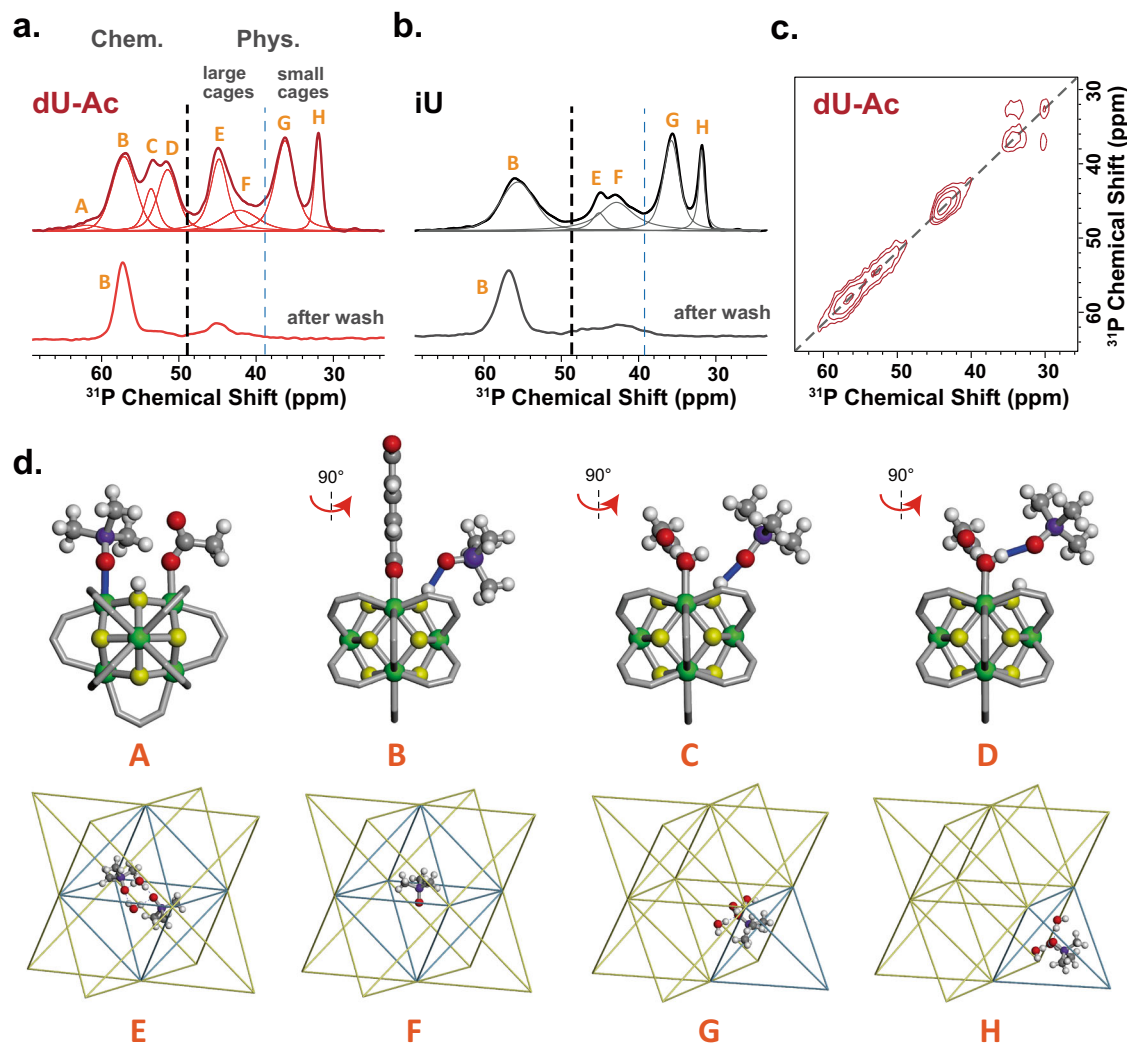 a.
Chem.
Phys.
large
cages
small
cages
dU-Ac
A
B
C
D
E
F
G
H
B
after wash
60
50
40
30
31P Chemical Shift (ppm)
b.
iU
B
E
F
G
H
B
after wash
60
50
40
30
31P Chemical Shift (ppm)
c.
dU-Ac
30
40
50
60
31P Chemical Shift (ppm)
60
50
40
30
31P Chemical Shift (ppm)
d.
90°
90°
90°
A
B
C
D
E
F
G
H